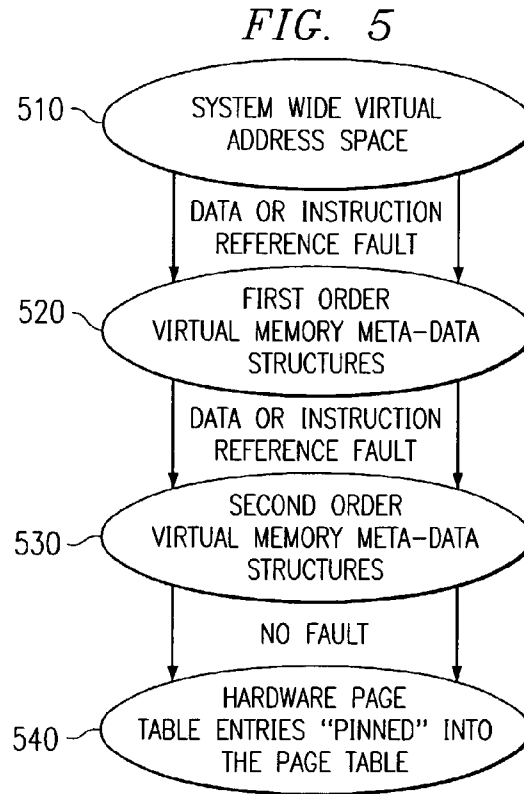 FIG. 5
510
SYSTEM WIDE VIRTUAL
ADDRESS SPACE
DATA OR INSTRUCTION
REFERENCE FAULT
520
FIRST ORDER
VIRTUAL MEMORY META-DATA
STRUCTURES
DATA OR INSTRUCTION
REFERENCE FAULT
530
SECOND ORDER
VIRTUAL MEMORY META-DATA
STRUCTURES
NO FAULT
540
HARDWARE PAGE
TABLE ENTRIES "PINNED" INTO
THE PAGE TABLE